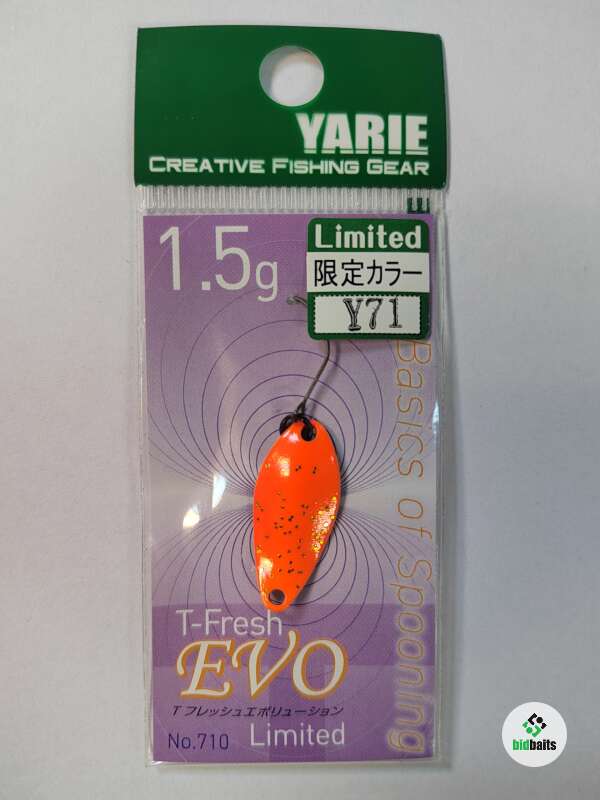 YARIE
CREATIVE FISHING GEAR
1.5g
Limited
限定カラー
Y71
Basics of Spooning
T-Fresh
EVO
T フレッシュエボリューション
No.710 Limited
bidbaits